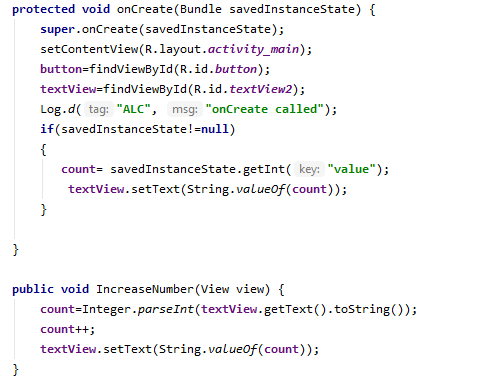 protected void onCreate(Bundle savedInstanceState) {
super.onCreate(savedInstanceState);
setContentView(R.layout.activity_main);
button=findViewById(R.id.button);
textView=findViewById(R.id.textView2);
Log.d( tag: "ALC", msg: "onCreate called");
if(savedInstanceState!=null)
{
count= savedInstanceState.getInt( key: "value");
textView.setText(String.valueOf(count));
}
}
public void IncreaseNumber(View view) {
count=Integer.parseInt(textView.getText().toString());
count++;
textView.setText(String.valueOf(count));
}